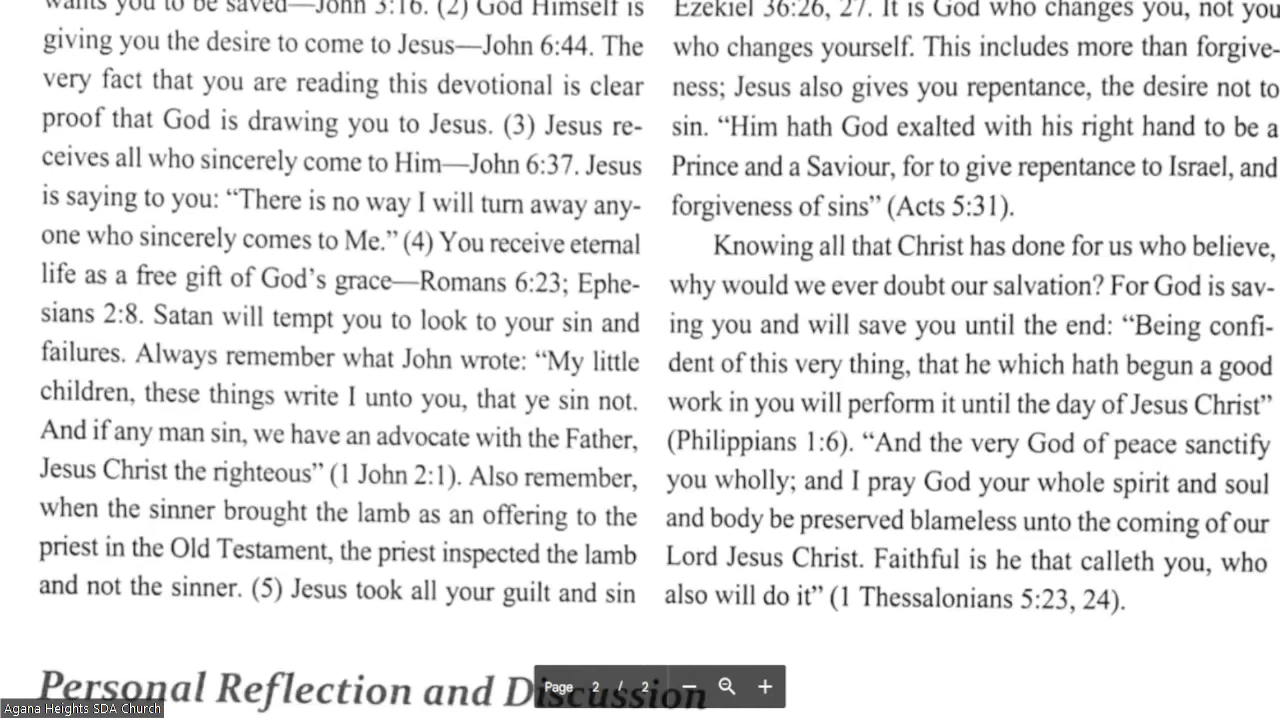 wants you to be saved—John 3:16. (2) God Himself is
giving you the desire to come to Jesus—John 6:44. The
very fact that you are reading this devotional is clear
proof that God is drawing you to Jesus. (3) Jesus re-
ceives all who sincerely come to Him—John 6:37. Jesus
is saying to you: “There is no way I will turn away any-
one who sincerely comes to Me.” (4) You receive eternal
life as a free gift of God’s grace—Romans 6:23; Ephe-
sians 2:8. Satan will tempt you to look to your sin and
failures. Always remember what John wrote: “My little
children, these things write I unto you, that ye sin not.
And if any man sin, we have an advocate with the Father,
Jesus Christ the righteous” (1 John 2:1). Also remember,
when the sinner brought the lamb as an offering to the
priest in the Old Testament, the priest inspected the lamb
and not the sinner. (5) Jesus took all your guilt and sin
Ezekiel 36:26, 27. It is God who changes you, not you
who changes yourself. This includes more than forgive-
ness; Jesus also gives you repentance, the desire not to
sin. “Him hath God exalted with his right hand to be a
Prince and a Saviour, for to give repentance to Israel, and
forgiveness of sins” (Acts 5:31).
Knowing all that Christ has done for us who believe,
why would we ever doubt our salvation? For God is sav-
ing you and will save you until the end: “Being confi-
dent of this very thing, that he which hath begun a good
work in you will perform it until the day of Jesus Christ”
(Philippians 1:6). “And the very God of peace sanctify
you wholly; and I pray God your whole spirit and soul
and body be preserved blameless unto the coming of our
Lord Jesus Christ. Faithful is he that calleth you, who
also will do it” (1 Thessalonians 5:23, 24).
Personal Reflection and Discussion
Page 2 / 2
Agana Heights SDA Church